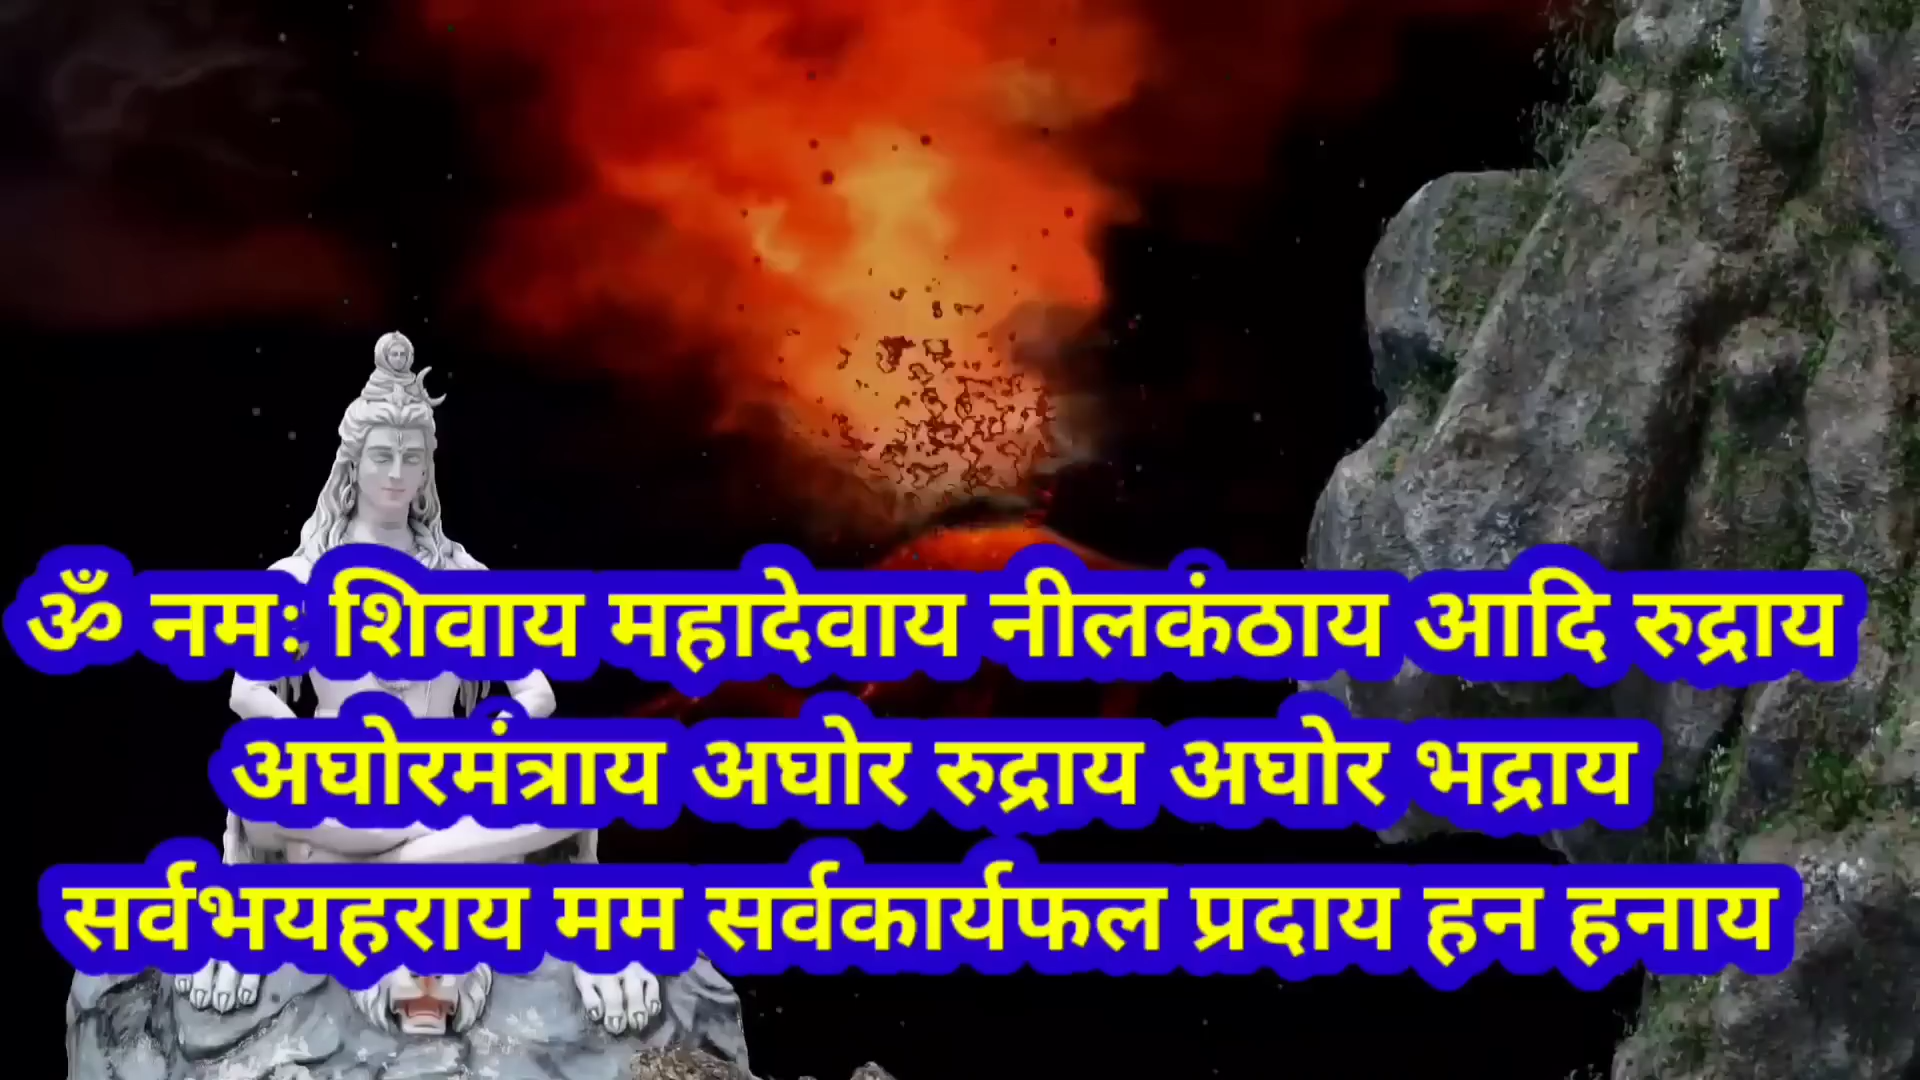 ॐ नमः शिवाय महादेवाय नीलकंठाय आदि रुद्राय
अघोरमंत्राय अघोर रुद्राय अघोर भद्राय
सर्वभयहराय मम सर्वकार्यफल प्रदाय हन हनाय